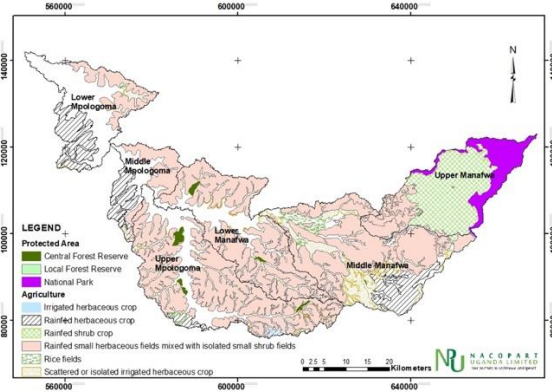 560000 600000 640000
140000
N
Lower
Mpologoma
120000
Middle
Mpologoma
Upper Manafwa
LEGEND
Protected Area
Central Forest Reserve
Local Forest Reserve
National Park
Agriculture
Irrigated herbaceous crop
Rainfed herbaceous crop
Rainfed shrub crop
Rainfed small herbaceous fields mixed with isolated small shrub fields
Rice fields
Scattered or isolated irrigated herbaceous crop
100000
Lower
Manafwa
Upper
Mpologoma
Middle Manafwa
80000
0 2.5 5 10 15 20
Kilometers
NPU
NACOPART
UGANDA LIMITED
560000 600000 640000